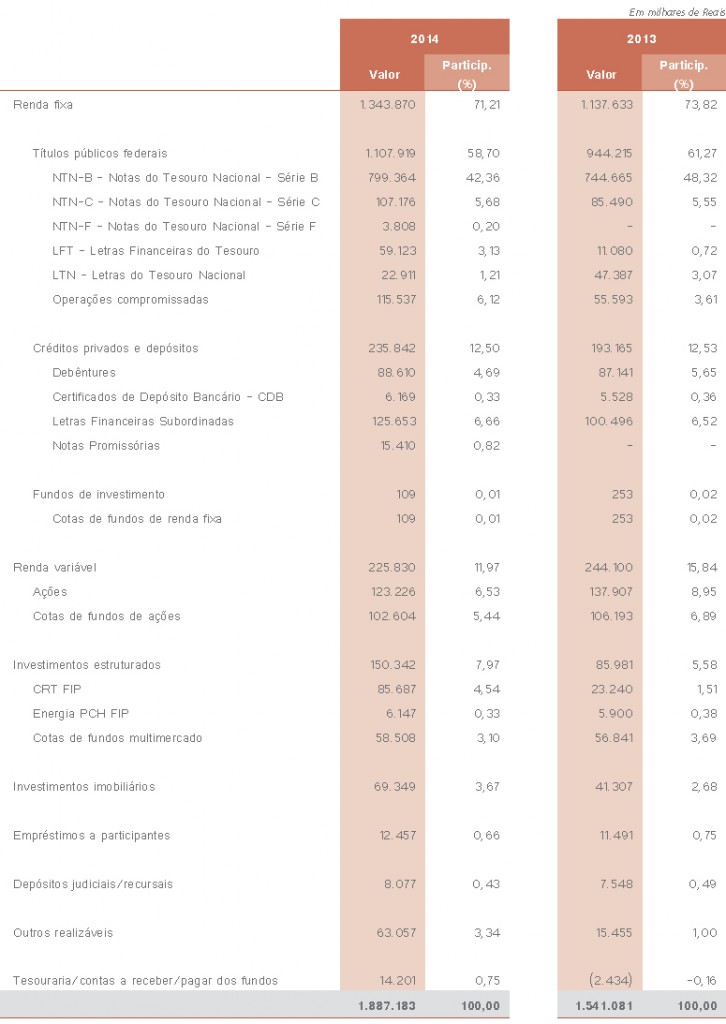 Em milhares de Reais
2014 2013
Valor Particip. (%) Valor Particip. (%)
Renda fixa 1.343.870 71,21 1.137.633 73,82
Títulos públicos federais 1.107.919 58,70 944.215 61,27
NTN-B - Notas do Tesouro Nacional - Série B 799.364 42,36 744.665 48,32
NTN-C - Notas do Tesouro Nacional - Série C 107.176 5,68 85.490 5,55
NTN-F - Notas do Tesouro Nacional - Série F 3.808 0,20 - -
LFT - Letras Financeiras do Tesouro 59.123 3,13 11.080 0,72
LTN - Letras do Tesouro Nacional 22.911 1,21 47.387 3,07
Operações compromissadas 115.537 6,12 55.593 3,61
Créditos privados e depósitos 235.842 12,50 193.165 12,53
Debêntures 88.610 4,69 87.141 5,65
Certificados de Depósito Bancário - CDB 6.169 0,33 5.528 0,36
Letras Financeiras Subordinadas 125.653 6,66 100.496 6,52
Notas Promissórias 15.410 0,82 - -
Fundos de investimento 109 0,01 253 0,02
Cotas de fundos de renda fixa 109 0,01 253 0,02
Renda variável 225.830 11,97 244.100 15,84
Ações 123.226 6,53 137.907 8,95
Cotas de fundos de ações 102.604 5,44 106.193 6,89
Investimentos estruturados 150.342 7,97 85.981 5,58
CRT FIP 85.687 4,54 23.240 1,51
Energia PCH FIP 6.147 0,33 5.900 0,38
Cotas de fundos multimercado 58.508 3,10 56.841 3,69
Investimentos imobiliários 69.349 3,67 41.307 2,68
Empréstimos a participantes 12.457 0,66 11.491 0,75
Depósitos judiciais/recursais 8.077 0,43 7.548 0,49
Outros realizáveis 63.057 3,34 15.455 1,00
Tesouraria/contas a receber/pagar dos fundos 14.201 0,75 (2.434) -0,16
1.887.183 100,00 1.541.081 100,00